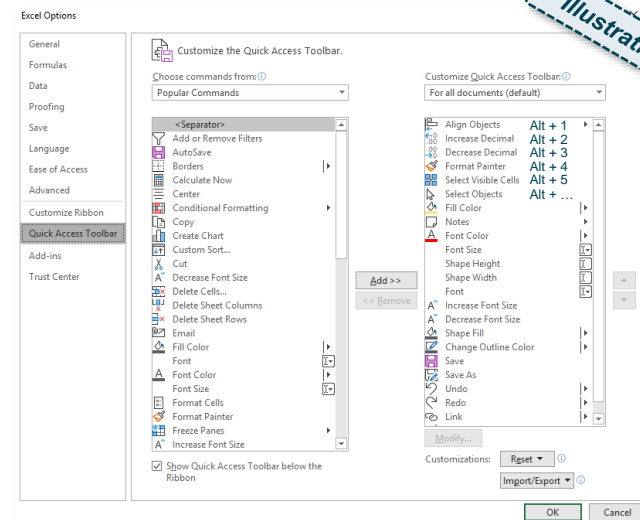 Excel Options
General
Formulas
Data
Proofing
Save
Language
Ease of Access
Advanced
Customize Ribbon
Quick Access Toolbar
Add-ins
Trust Center
Customize the Quick Access Toolbar.
Choose commands from:
Popular Commands
<Separator>
Add or Remove Filters
AutoSave
Borders
Calculate Now
Center
Conditional Formatting
Copy
Create Chart
Custom Sort...
Cut
Decrease Font Size
Delete Cells...
Delete Sheet Columns
Delete Sheet Rows
Email
Fill Color
Font
Font Color
Font Size
Format Cells
Format Painter
Freeze Panes
Increase Font Size
Show Quick Access Toolbar below the
Ribbon
Add >>
<< Remove
Customize Quick Access Toolbar:
For all documents (default)
Align Objects Alt + 1
Increase Decimal Alt + 2
Decrease Decimal Alt + 3
Format Painter Alt + 4
Select Visible Cells Alt + 5
Select Objects Alt + …
Fill Color
Notes
Font Color
Font Size
Shape Height
Shape Width
Font
Increase Font Size
Decrease Font Size
Shape Fill
Change Outline Color
Save
Save As
Undo
Redo
Link
Modify...
Customizations: Reset
Import/Export
OK Cancel
Illustrat